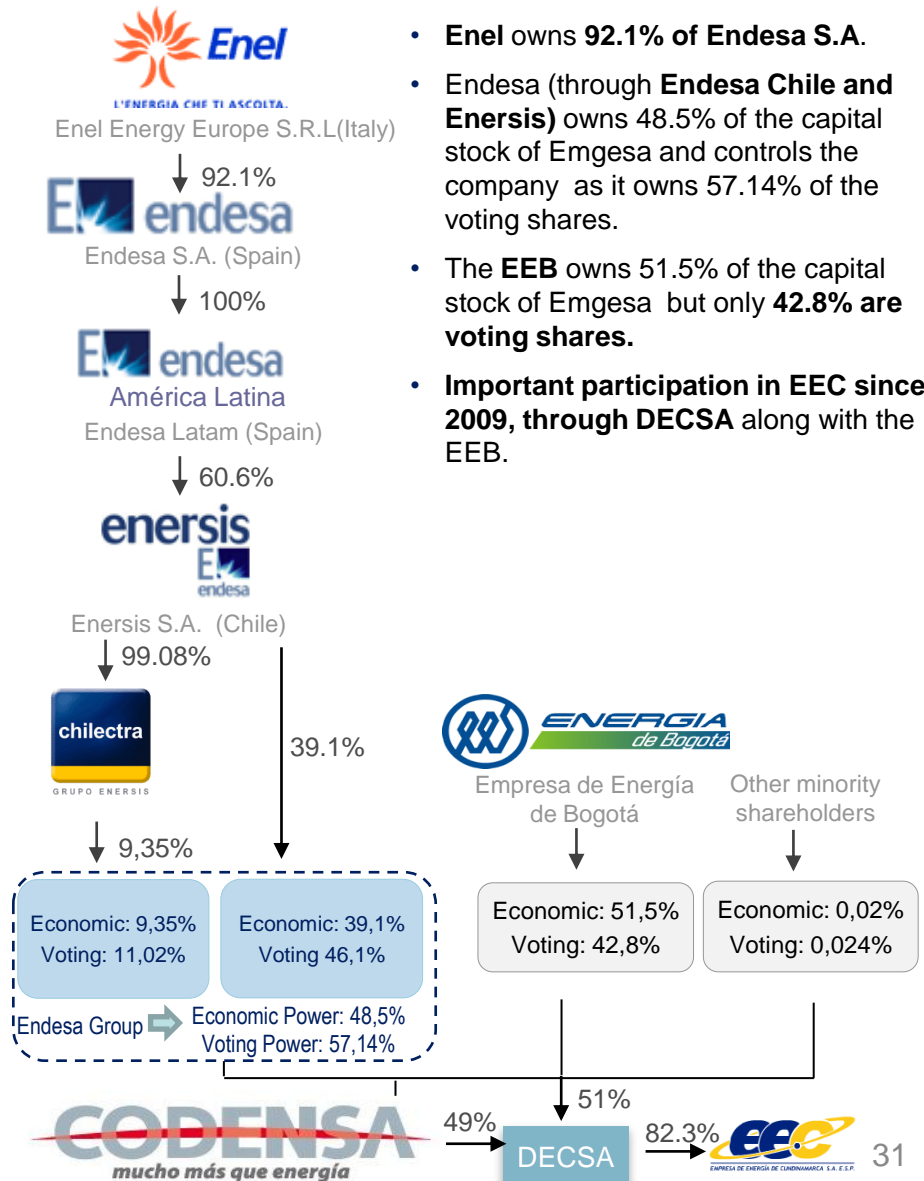 Enel
L'ENERGIA CHE TI ASCOLTA.
Enel Energy Europe S.R.L(Italy)
92.1%
endesa
Endesa S.A. (Spain)
100%
endesa
América Latina
Endesa Latam (Spain)
60.6%
enersis
endesa
Enersis S.A. (Chile)
99.08%
39.1%
chilectra
GRUPO ENERSIS
9,35%
Economic: 9,35%
Voting: 11,02%
Economic: 39,1%
Voting 46,1%
Endesa Group
Economic Power: 48,5%
Voting Power: 57,14%
• Enel owns 92.1% of Endesa S.A.
• Endesa (through Endesa Chile and
Enersis) owns 48.5% of the capital
stock of Emgesa and controls the
company as it owns 57.14% of the
voting shares.
• The EEB owns 51.5% of the capital
stock of Emgesa but only 42.8% are
voting shares.
• Important participation in EEC since
2009, through DECSA along with the
EEB.
ENERGIA
de Bogotá
Empresa de Energía
de Bogotá
Other minority
shareholders
Economic: 51,5%
Voting: 42,8%
Economic: 0,02%
Voting: 0,024%
CODENSA
mucho más que energía
49%
51%
DECSA
82.3%
eec
EMPRESA DE ENERGÍA DE CUNDINAMARCA S.A. E.S.P.
31